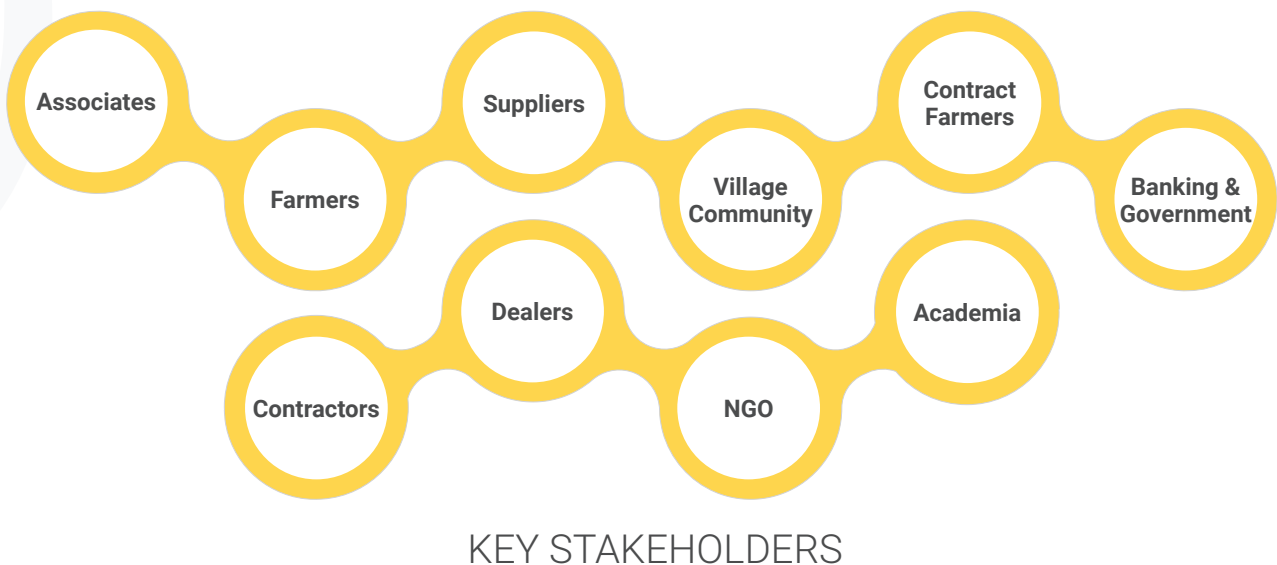 Associates
Farmers
Suppliers
Village
Community
Contract
Farmers
Banking &
Government
Contractors
Dealers
NGO
Academia
KEY STAKEHOLDERS